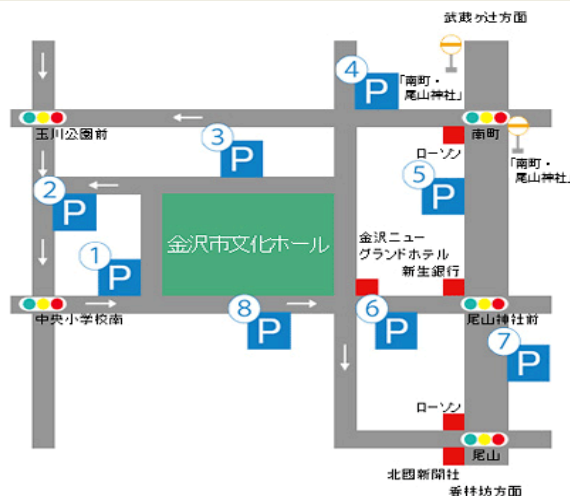 武蔵ヶ辻方面
④
P
「南町・
尾山神社」
玉川公園前
③
P
ローソン
南町
「南町・
尾山神社」
②
P
⑤
P
金沢市文化ホール
金沢ニュー
グランドホテル
新生銀行
①
P
中央小学校南
⑧
P
⑥
P
尾山神社前
⑦
P
ローソン
尾山
北國新聞社
香林坊方面